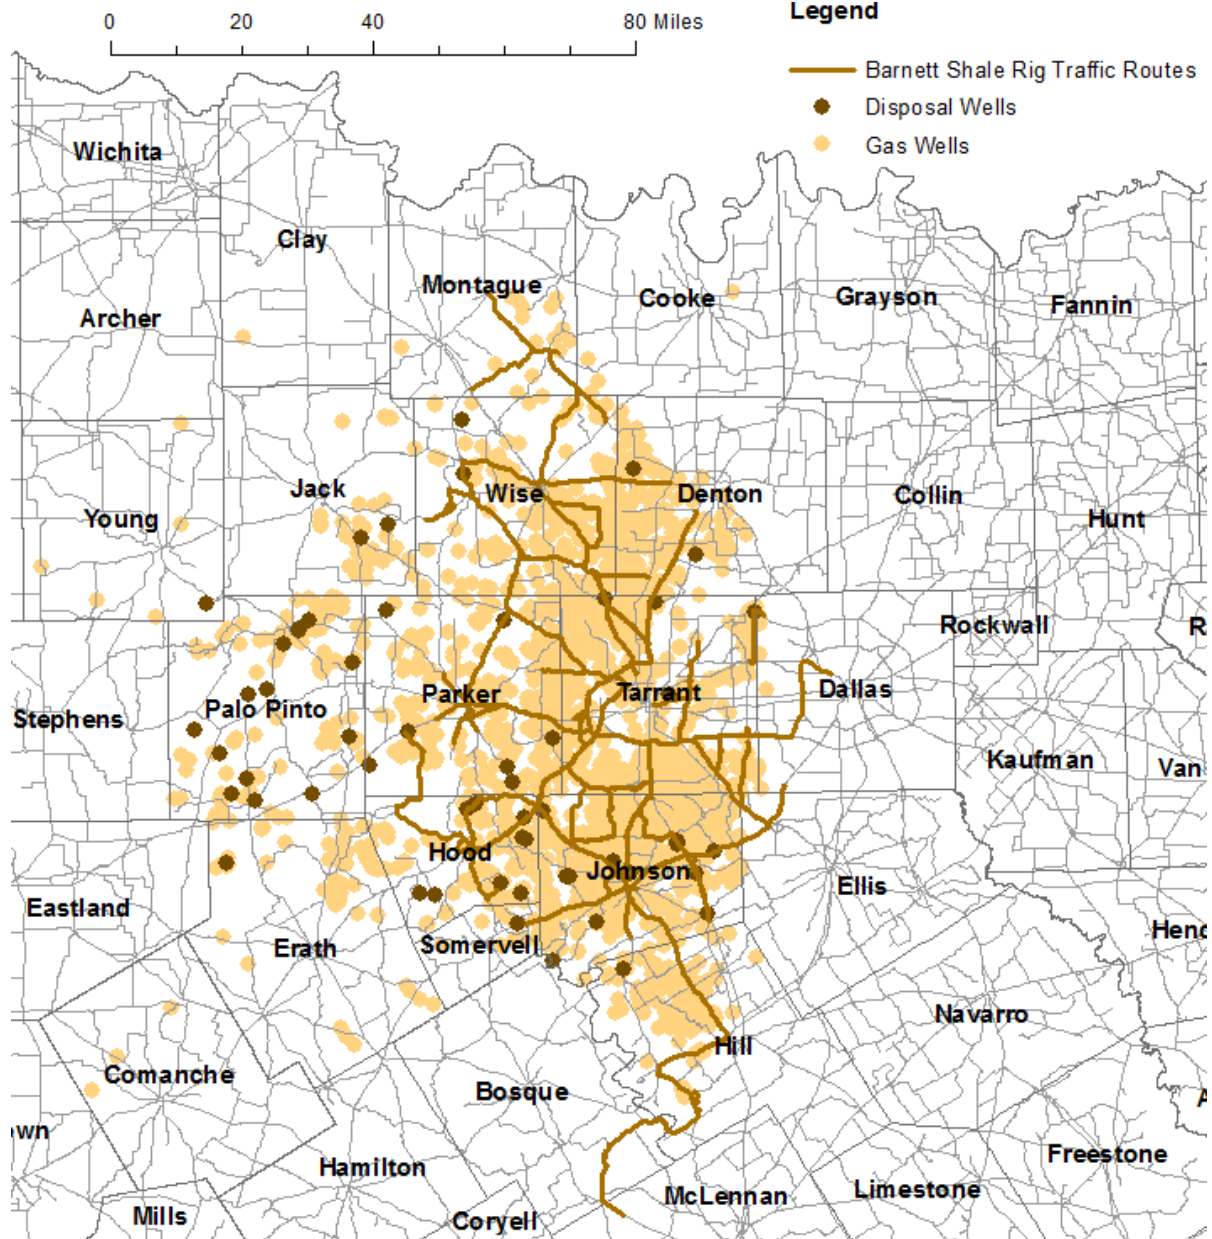 0 20 40 80 Miles
Legend
Barnett Shale Rig Traffic Routes
Disposal Wells
Gas Wells
Wichita
Clay
Montague
Cooke
Grayson
Fannin
Archer
Jack
Wise
Denton
Collin
Hunt
Young
Rockwall
R
Parker
Tarrant
Dallas
Palo Pinto
Stephens
Kaufman
Van
Hood
Johnson
Ellis
Eastland
Erath
Somervell
Henc
Navarro
Hill
Comanche
Bosque
A
own
Hamilton
Freestone
McLennan
Limestone
Mills
Coryell